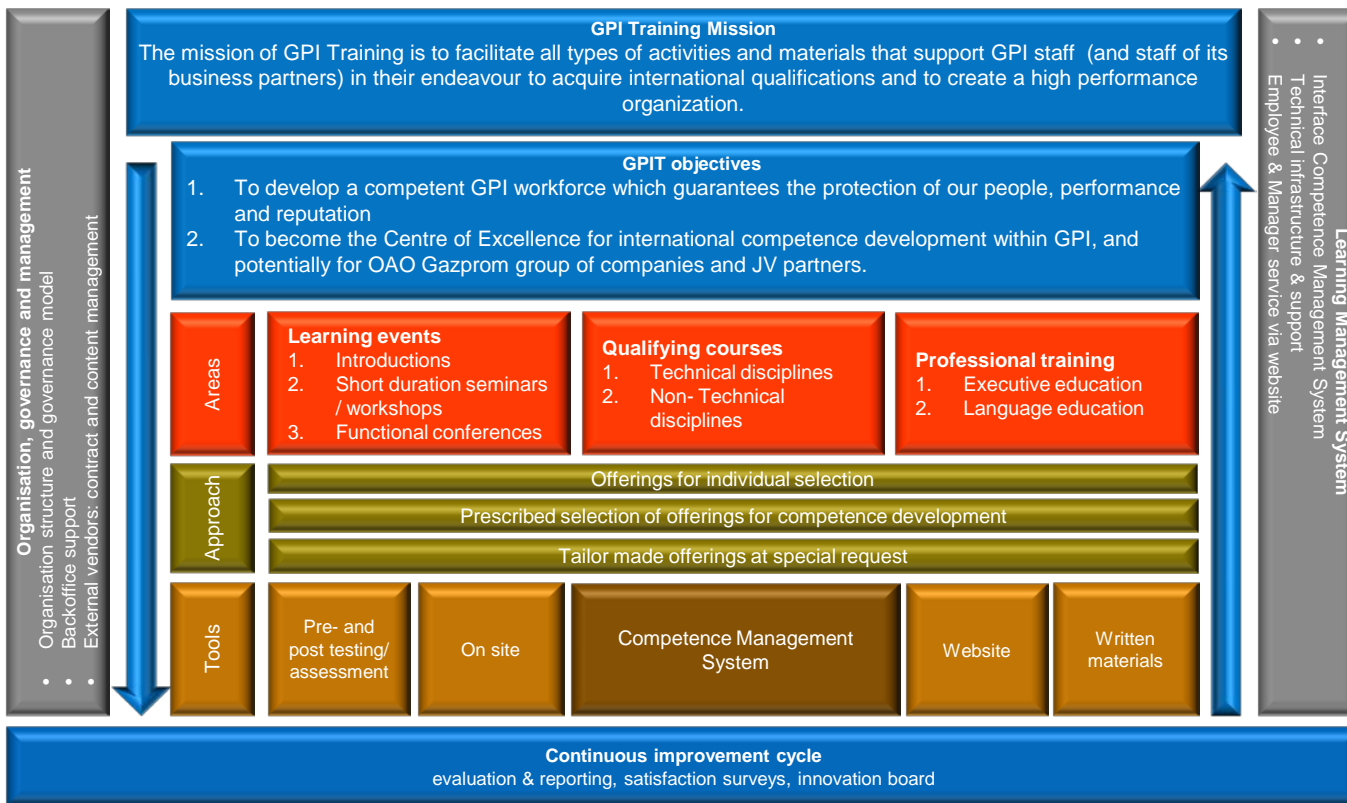 GPI Training Mission
The mission of GPI Training is to facilitate all types of activities and materials that support GPI staff (and staff of its
business partners) in their endeavour to acquire international qualifications and to create a high performance
organization.
GPIT objectives
1. To develop a competent GPI workforce which guarantees the protection of our people, performance
and reputation
2. To become the Centre of Excellence for international competence development within GPI, and
potentially for OAO Gazprom group of companies and JV partners.
Organisation, governance and management
• Organisation structure and governance model
• Backoffice support
• External vendors: contract and content management
Areas
Learning events
1. Introductions
2. Short duration seminars
/ workshops
3. Functional conferences
Qualifying courses
1. Technical disciplines
2. Non- Technical
disciplines
Professional training
1. Executive education
2. Language education
Approach
Offerings for individual selection
Prescribed selection of offerings for competence development
Tailor made offerings at special request
Tools
Pre- and
post testing/
assessment
On site
Competence Management
System
Website
Written
materials
Learning Management System
• Interface Competence Management System
• Technical infrastructure & support
• Employee & Manager service via website
Continuous improvement cycle
evaluation & reporting, satisfaction surveys, innovation board